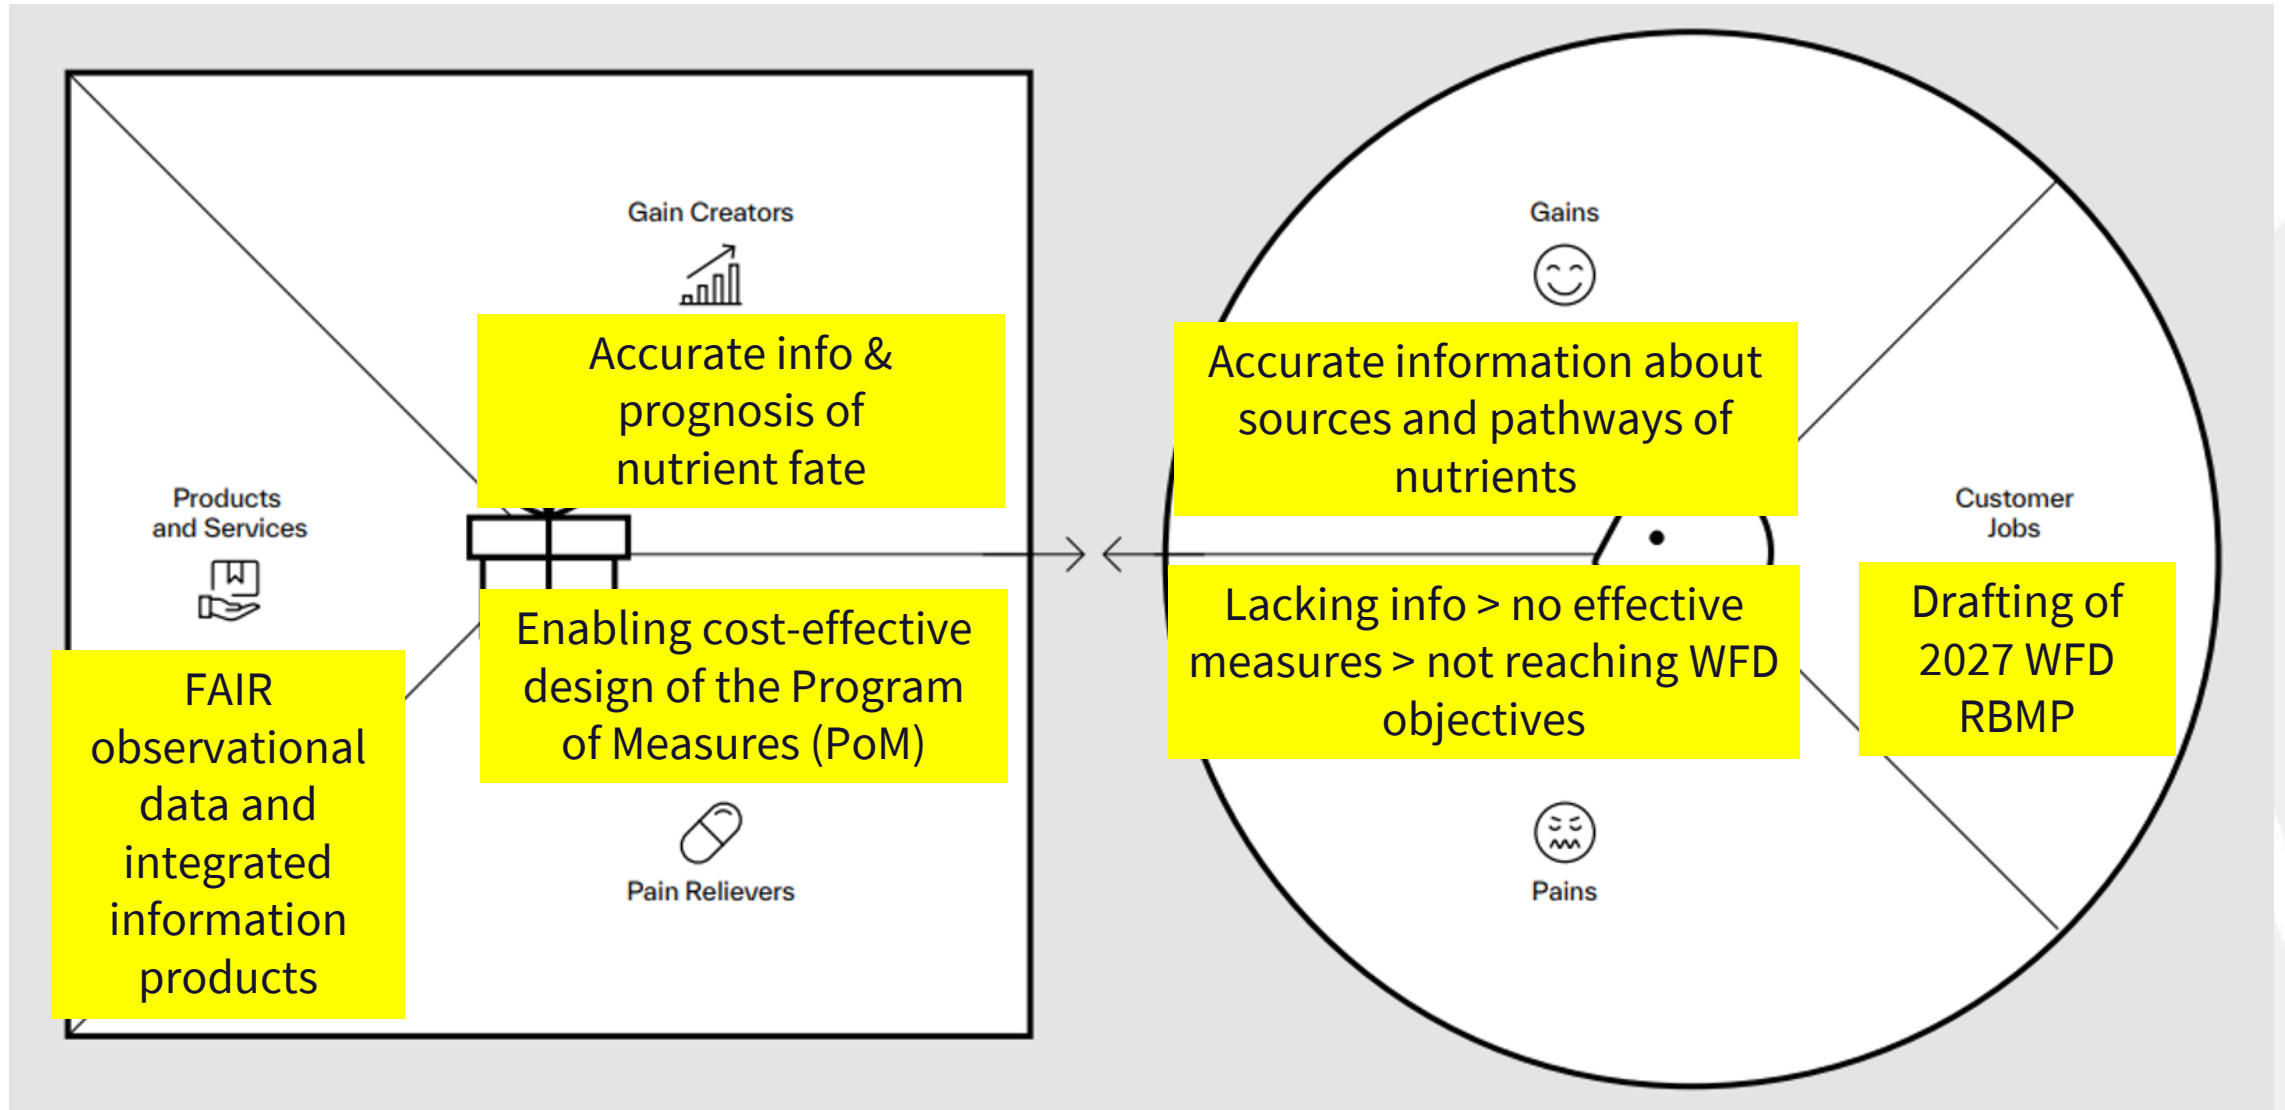 Gain Creators
Accurate info &
prognosis of
nutrient fate
Products
and Services
FAIR
observational
data and
integrated
information
products
Enabling cost-effective
design of the Program
of Measures (PoM)
Pain Relievers
Gains
Accurate information about
sources and pathways of
nutrients
Customer
Jobs
Drafting of
2027 WFD
RBMP
Lacking info > no effective
measures > not reaching WFD
objectives
Pains